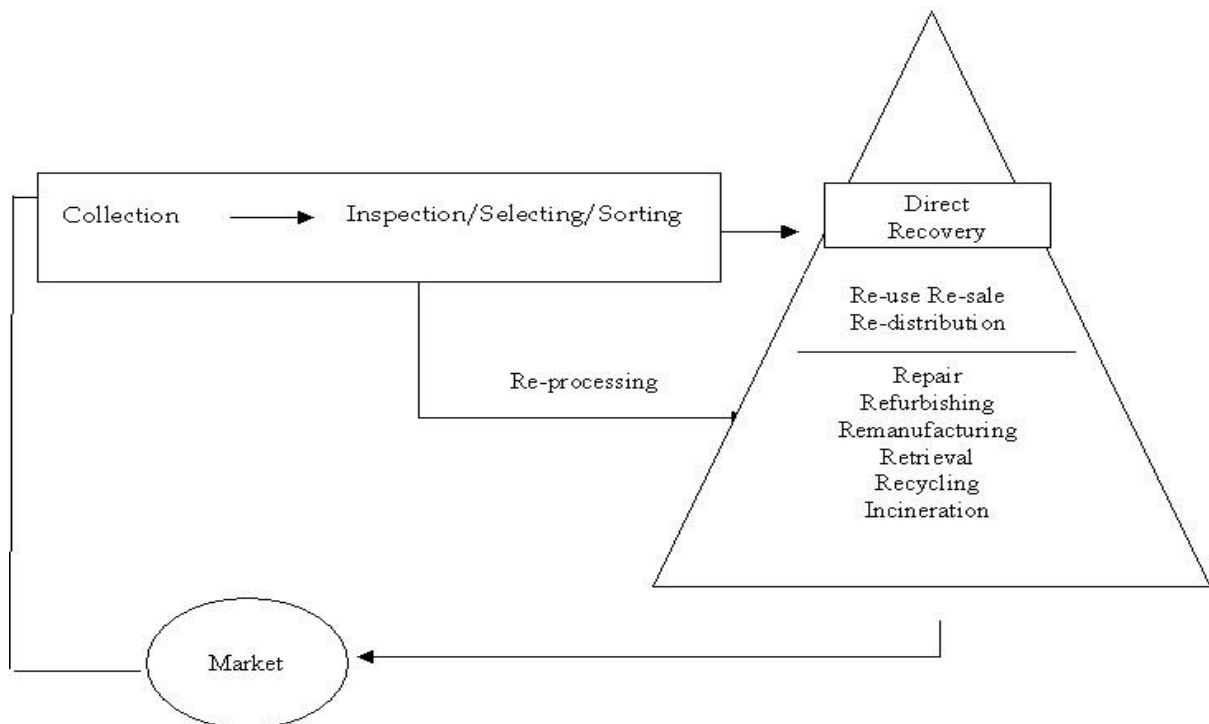 Collection
Inspection/Selecting/Sorting
Direct
Recovery
Re-use Re-sale
Re-distribution
Re-processing
Repair
Refurbishing
Remanufacturing
Retrieval
Recycling
Incineration
Market